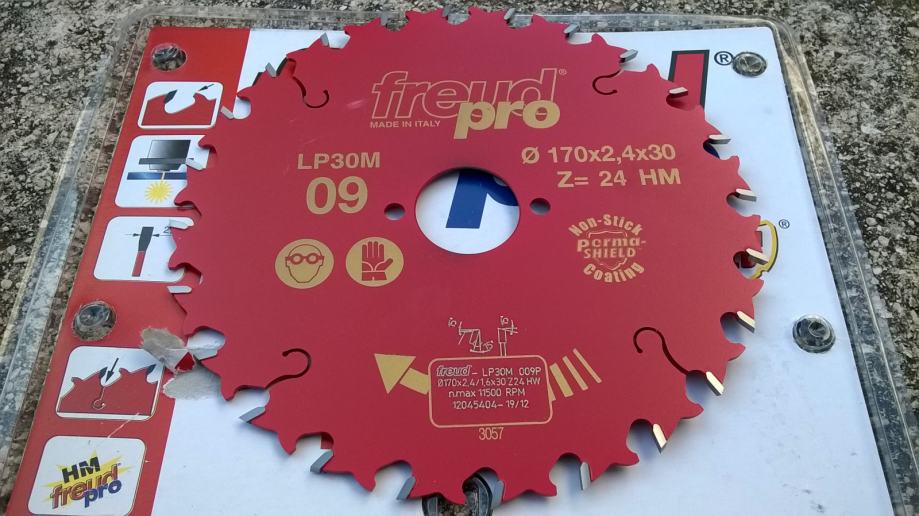 freud®
pro
MADE IN ITALY
LP30M
09
Ø 170x2,4x30
Z= 24 HM
Non-Stick
perma-
SHIELD™
Coating
freud - LP30M 009P
Ø170x2,4/1,6x30 Z24 HW
n.max 11500 RPM
12045404- 19/12
3057
HM
freud
pro
®
®